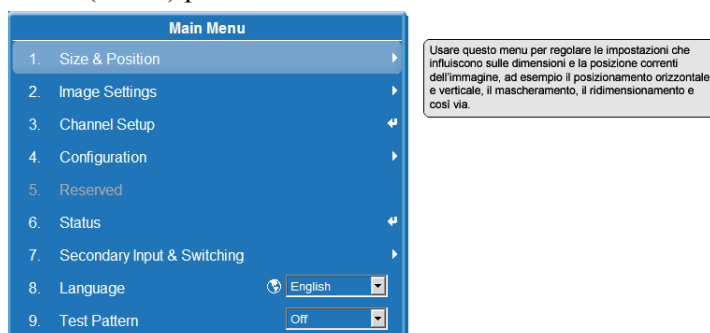 Main Menu
1. Size & Position
2. Image Settings
3. Channel Setup
4. Configuration
5. Reserved
6. Status
7. Secondary Input & Switching
8. Language English
9. Test Pattern Off
Usare questo menu per regolare le impostazioni che
influiscono sulle dimensioni e la posizione correnti
dell'immagine, ad esempio il posizionamento orizzontale
e verticale, il mascheramento, il ridimensionamento e
così via.